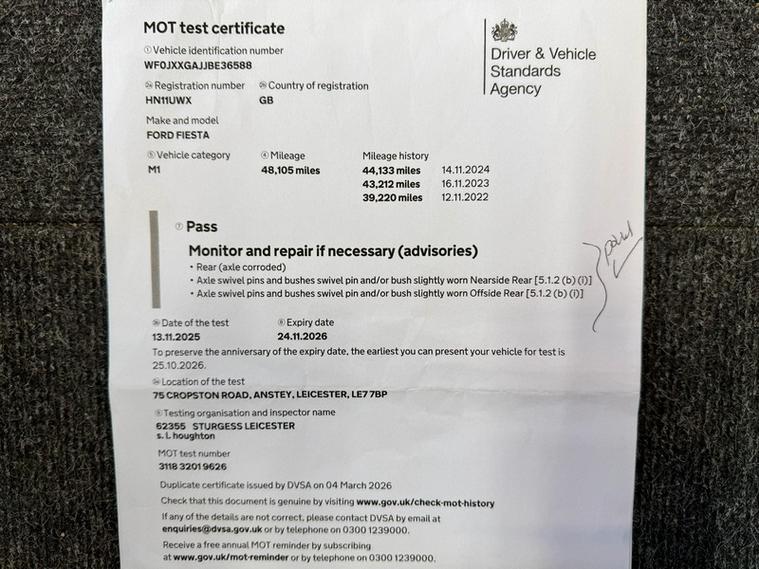 MOT test certificate
① Vehicle identification number
WF0JXXGAJJBE36588
Driver & Vehicle
Standards
Agency
Registration number Country of registration
HN11UWX GB
Make and model
FORD FIESTA
⑤ Vehicle category ④ Mileage Mileage history
M1 48,105 miles 44,133 miles 14.11.2024
43,212 miles 16.11.2023
39,220 miles 12.11.2022
⑦ Pass
Monitor and repair if necessary (advisories)
• Rear (axle corroded)
• Axle swivel pins and bushes swivel pin and/or bush slightly worn Nearside Rear [5.1.2 (b) (i)]
• Axle swivel pins and bushes swivel pin and/or bush slightly worn Offside Rear [5.1.2 (b) (i)]
Date of the test ⑧ Expiry date
13.11.2025 24.11.2026
To preserve the anniversary of the expiry date, the earliest you can present your vehicle for test is
25.10.2026.
Location of the test
75 CROPSTON ROAD, ANSTEY, LEICESTER, LE7 7BP
⑨ Testing organisation and inspector name
62355 STURGESS LEICESTER
s. l. houghton
MOT test number
3118 3201 9626
Duplicate certificate issued by DVSA on 04 March 2026
Check that this document is genuine by visiting www.gov.uk/check-mot-history
If any of the details are not correct, please contact DVSA by email at
enquiries@dvsa.gov.uk or by telephone on 0300 1239000.
Receive a free annual MOT reminder by subscribing
at www.gov.uk/mot-reminder or by telephone on 0300 1239000.